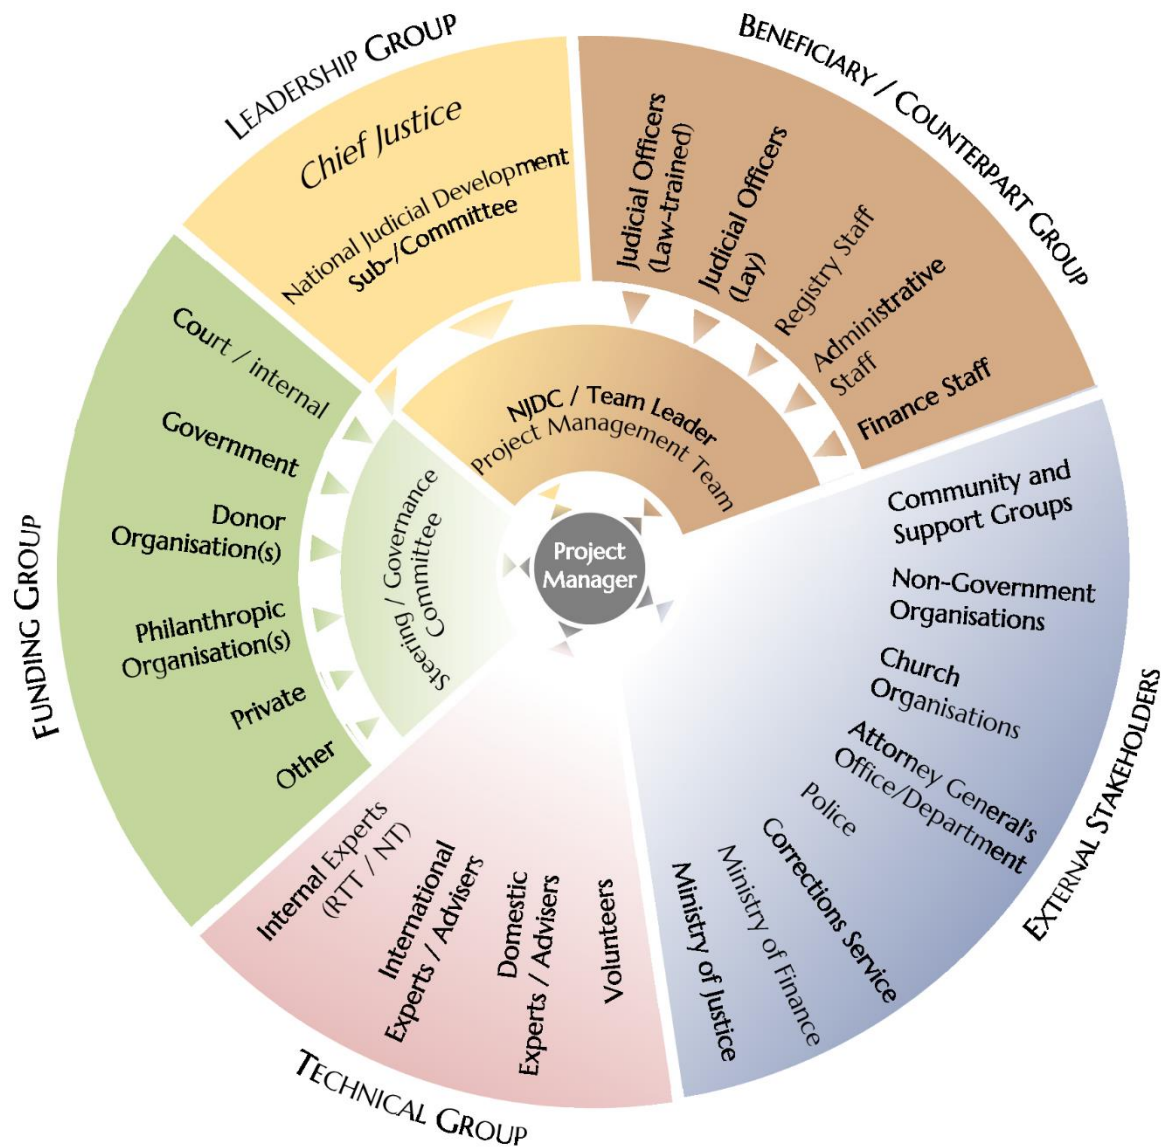 LEADERSHIP GROUP
Chief Justice
National Judicial Development
Sub-/Committee
BENEFICIARY / COUNTERPART GROUP
Judicial Officers
(Law-trained)
Judicial Officers
(Lay)
Registry Staff
Administrative
Staff
Finance Staff
NJDC / Team Leader
Project Management Team
EXTERNAL STAKEHOLDERS
Community and
Support Groups
Non-Government
Organisations
Church
Organisations
Attorney General's
Office/Department
Police
Corrections Service
Ministry of Finance
Ministry of Justice
TECHNICAL GROUP
Internal Experts
(RTT / NT)
International
Experts / Advisers
Domestic
Experts / Advisers
Volunteers
FUNDING GROUP
Court / internal
Government
Donor
Organisation(s)
Philanthropic
Organisation(s)
Private
Other
Steering / Governance
Committee
Project
Manager